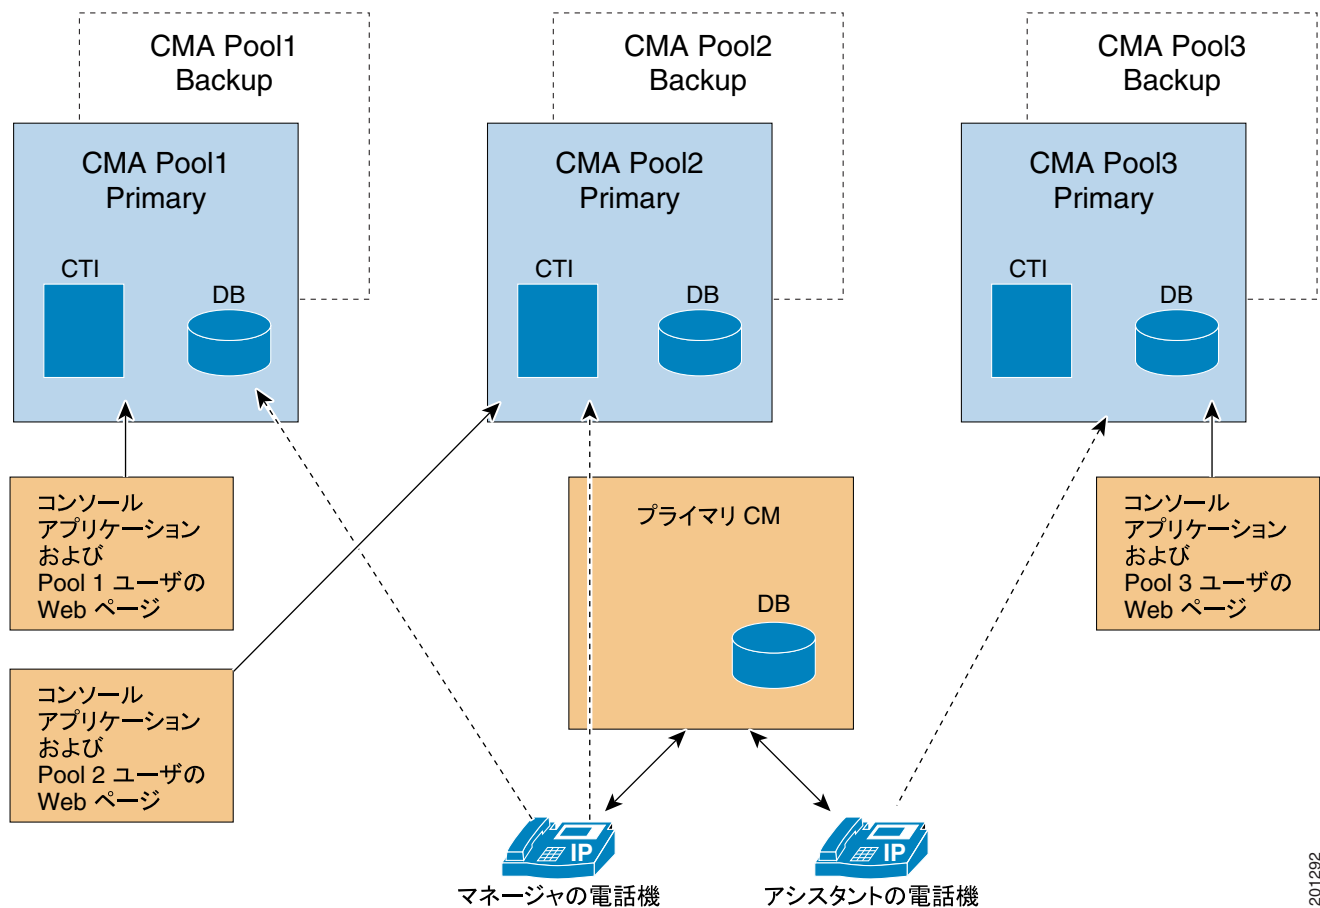 CMA Pool1
Backup
CMA Pool2
Backup
CMA Pool3
Backup
CMA Pool1
Primary
CMA Pool2
Primary
CMA Pool3
Primary
CTI
DB
CTI
DB
CTI
DB
コンソール
アプリケーション
および
Pool 1 ユーザの
Web ページ
プライマリ CM
DB
コンソール
アプリケーション
および
Pool 3 ユーザの
Web ページ
コンソール
アプリケーション
および
Pool 2 ユーザの
Web ページ
IP
IP
マネージャの電話機
アシスタントの電話機
201292